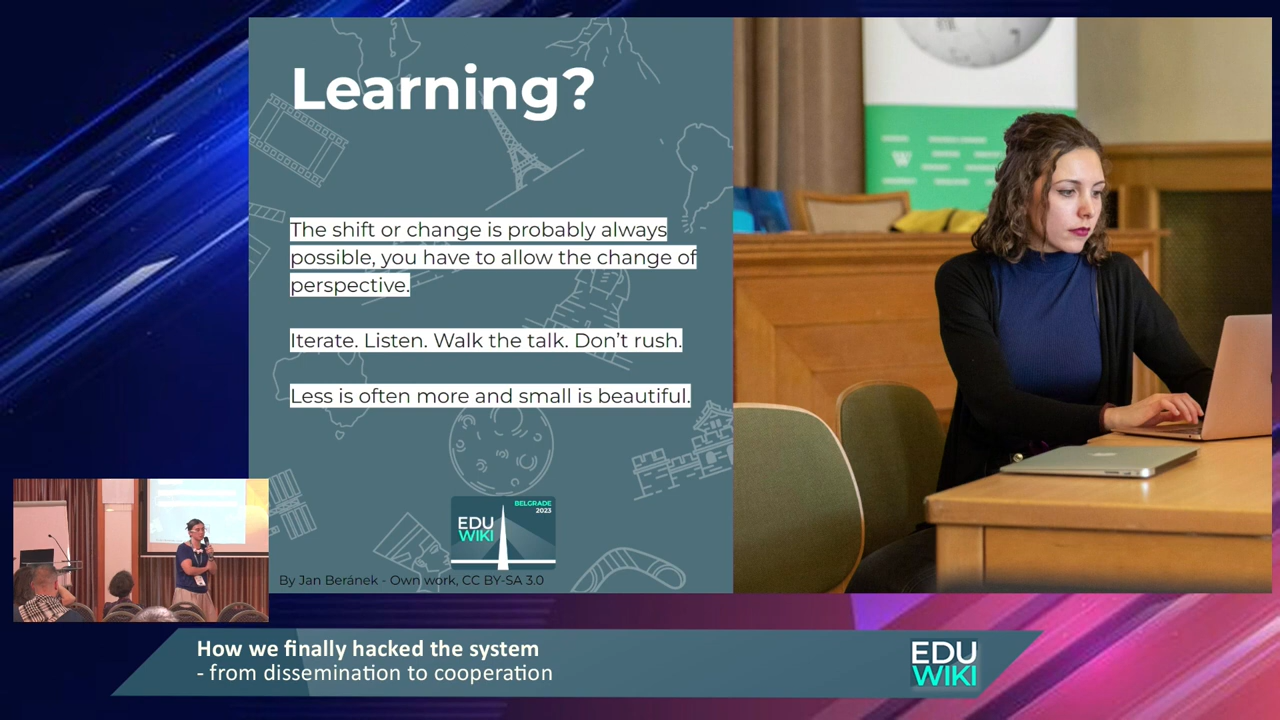 Learning?
The shift or change is probably always
possible, you have to allow the change of
perspective.
Iterate. Listen. Walk the talk. Don't rush.
Less is often more and small is beautiful.
BELGRADE
2023
EDU
WIKI
By Jan Beránek - Own work, CC BY-SA 3.0
How we finally hacked the system
- from dissemination to cooperation
EDU
WIKI